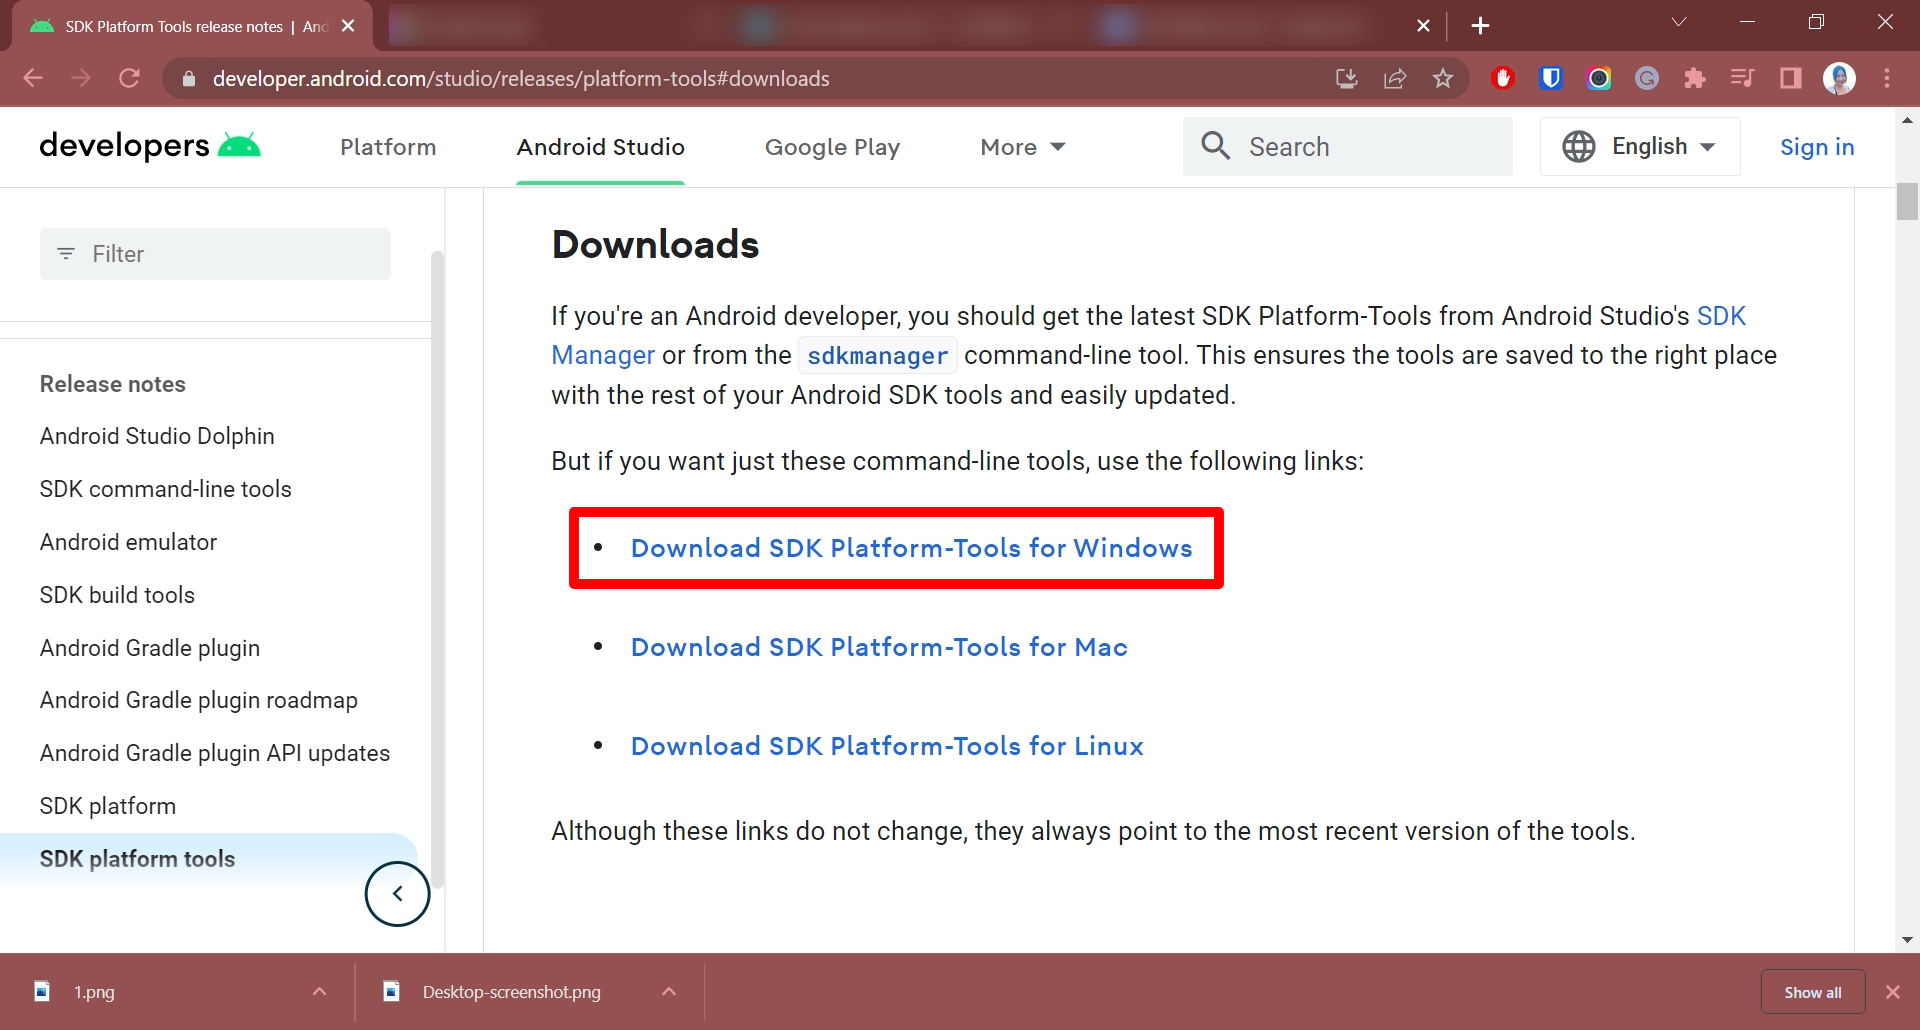 SDK Platform Tools release notes | And
developer.android.com/studio/releases/platform-tools#downloads
developers
Platform
Android Studio
Google Play
More
Search
English
Sign in
Filter
Release notes
Android Studio Dolphin
SDK command-line tools
Android emulator
SDK build tools
Android Gradle plugin
Android Gradle plugin roadmap
Android Gradle plugin API updates
SDK platform
SDK platform tools
Downloads
If you're an Android developer, you should get the latest SDK Platform-Tools from Android Studio's SDK
Manager or from the sdkmanager command-line tool. This ensures the tools are saved to the right place
with the rest of your Android SDK tools and easily updated.
But if you want just these command-line tools, use the following links:
• Download SDK Platform-Tools for Windows
• Download SDK Platform-Tools for Mac
• Download SDK Platform-Tools for Linux
Although these links do not change, they always point to the most recent version of the tools.
1.png
Desktop-screenshot.png
Show all